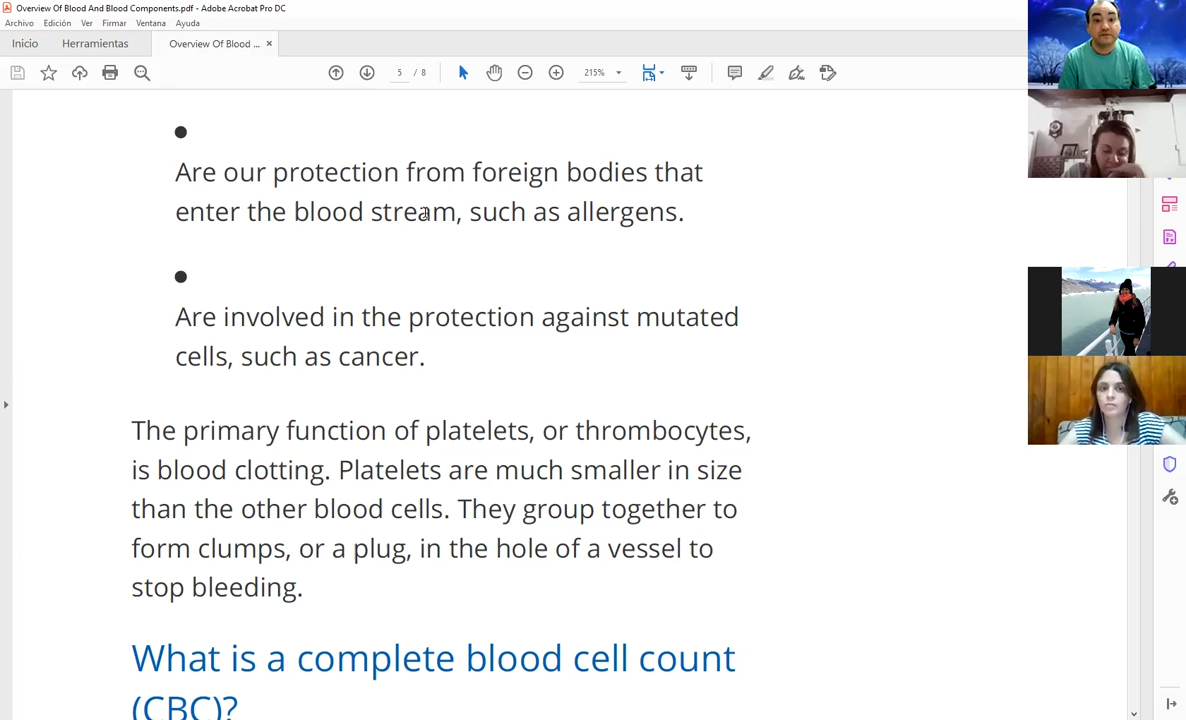 Overview Of Blood And Blood Components.pdf - Adobe Acrobat Pro DC
Archivo Edición Ver Firmar Ventana Ayuda
Inicio Herramientas Overview Of Blood ... ×
5 / 8 215%
Are our protection from foreign bodies that
enter the blood stream, such as allergens.
Are involved in the protection against mutated
cells, such as cancer.
The primary function of platelets, or thrombocytes,
is blood clotting. Platelets are much smaller in size
than the other blood cells. They group together to
form clumps, or a plug, in the hole of a vessel to
stop bleeding.
What is a complete blood cell count
(CBC)?